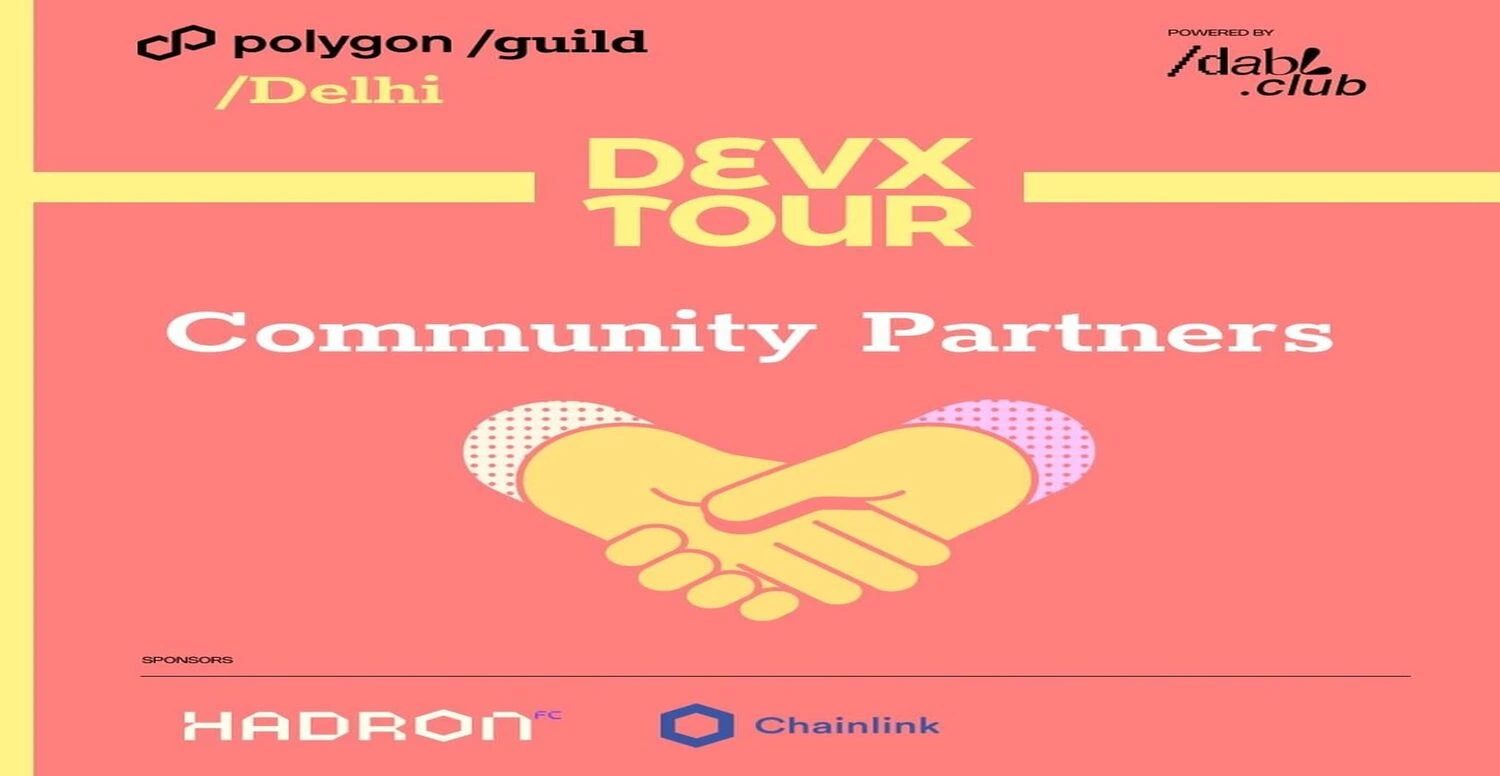 polygon /guild
/Delhi
POWERED BY
/dabl
.club
DEVX
TOUR
Community Partners
SPONSORS
HADRON FC
Chainlink